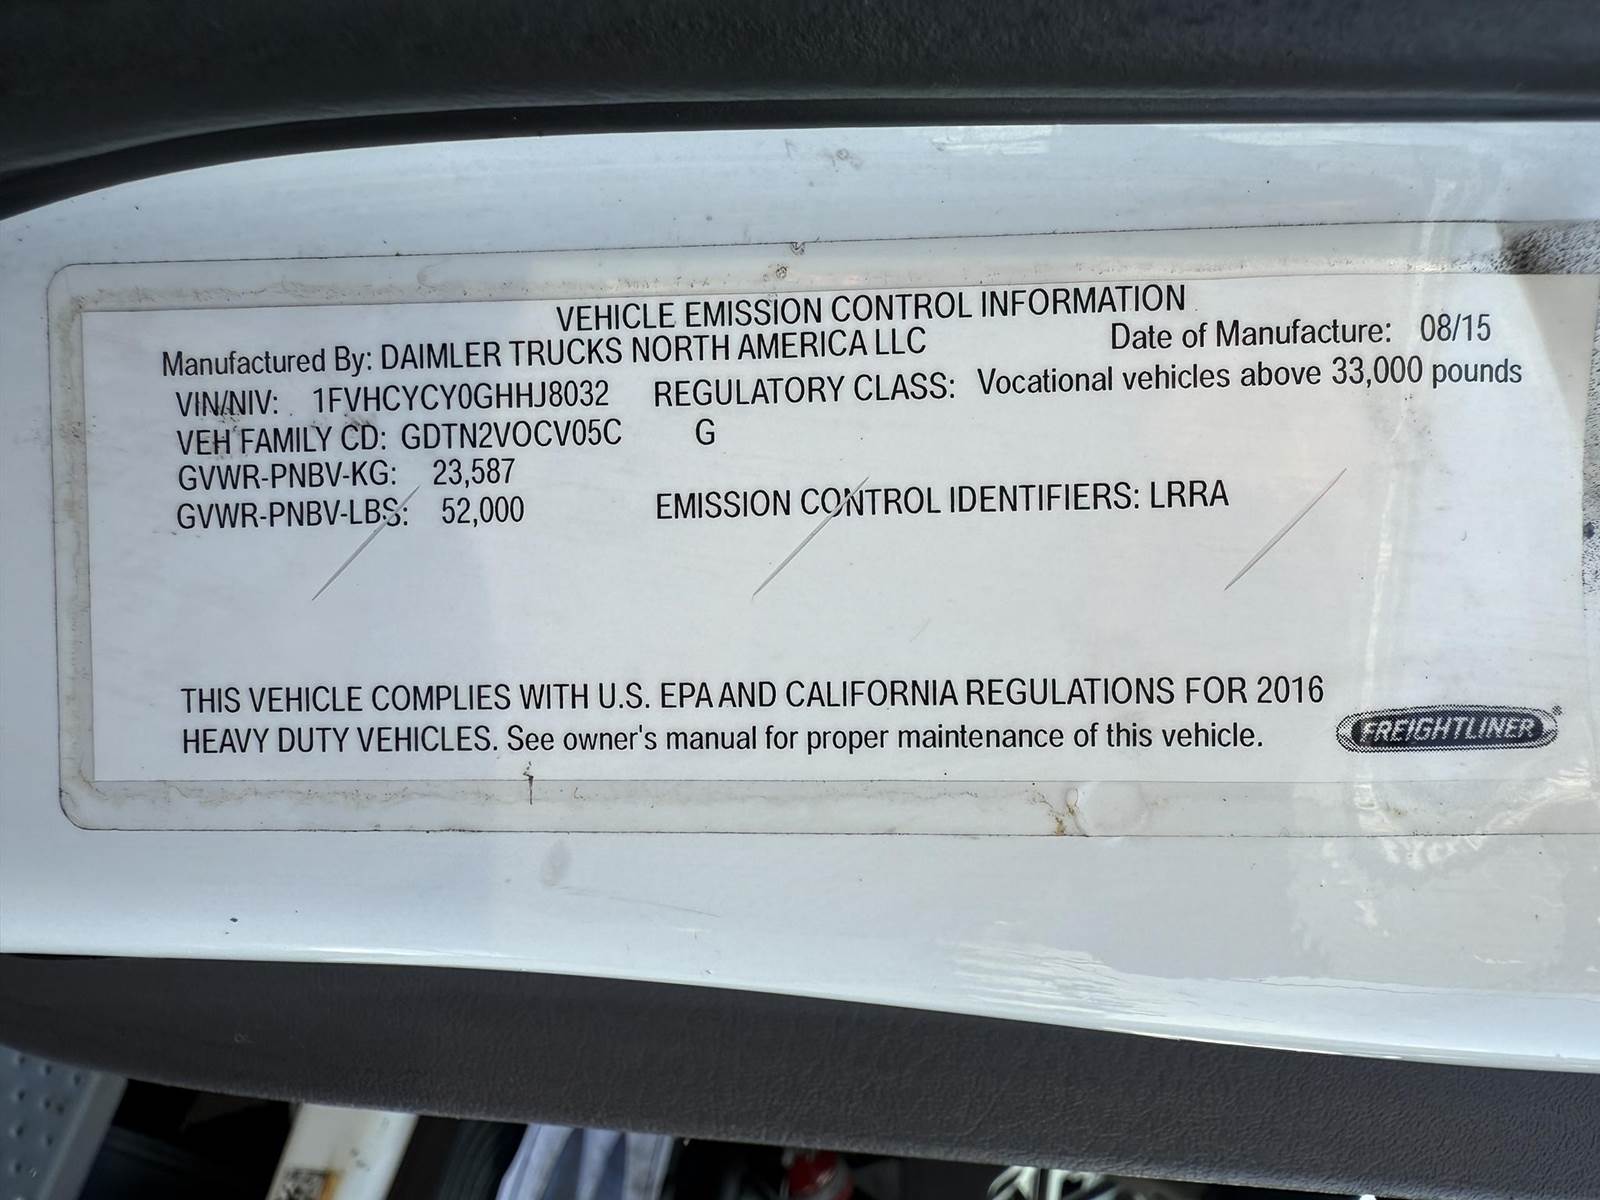 VEHICLE EMISSION CONTROL INFORMATION
Manufactured By: DAIMLER TRUCKS NORTH AMERICA LLC Date of Manufacture: 08/15
VIN/NIV: 1FVHCYCY0GHHJ8032 REGULATORY CLASS: Vocational vehicles above 33,000 pounds
VEH FAMILY CD: GDTN2VOCV05C G
GVWR-PNBV-KG: 23,587
GVWR-PNBV-LBS: 52,000 EMISSION CONTROL IDENTIFIERS: LRRA
THIS VEHICLE COMPLIES WITH U.S. EPA AND CALIFORNIA REGULATIONS FOR 2016
HEAVY DUTY VEHICLES. See owner's manual for proper maintenance of this vehicle.
FREIGHTLINER®